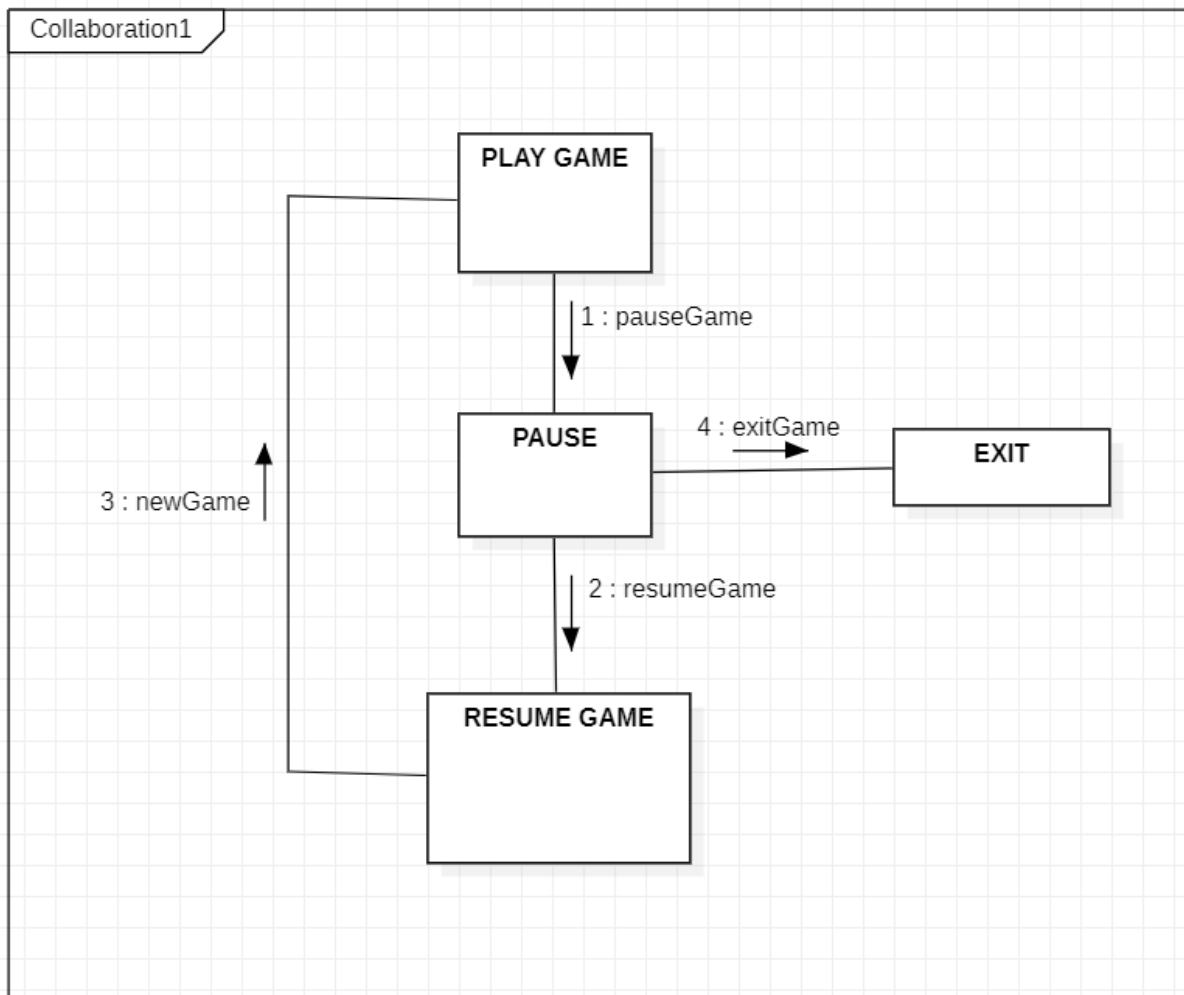 Collaboration1
PLAY GAME
1 : pauseGame
PAUSE
4 : exitGame
EXIT
3 : newGame
2 : resumeGame
RESUME GAME